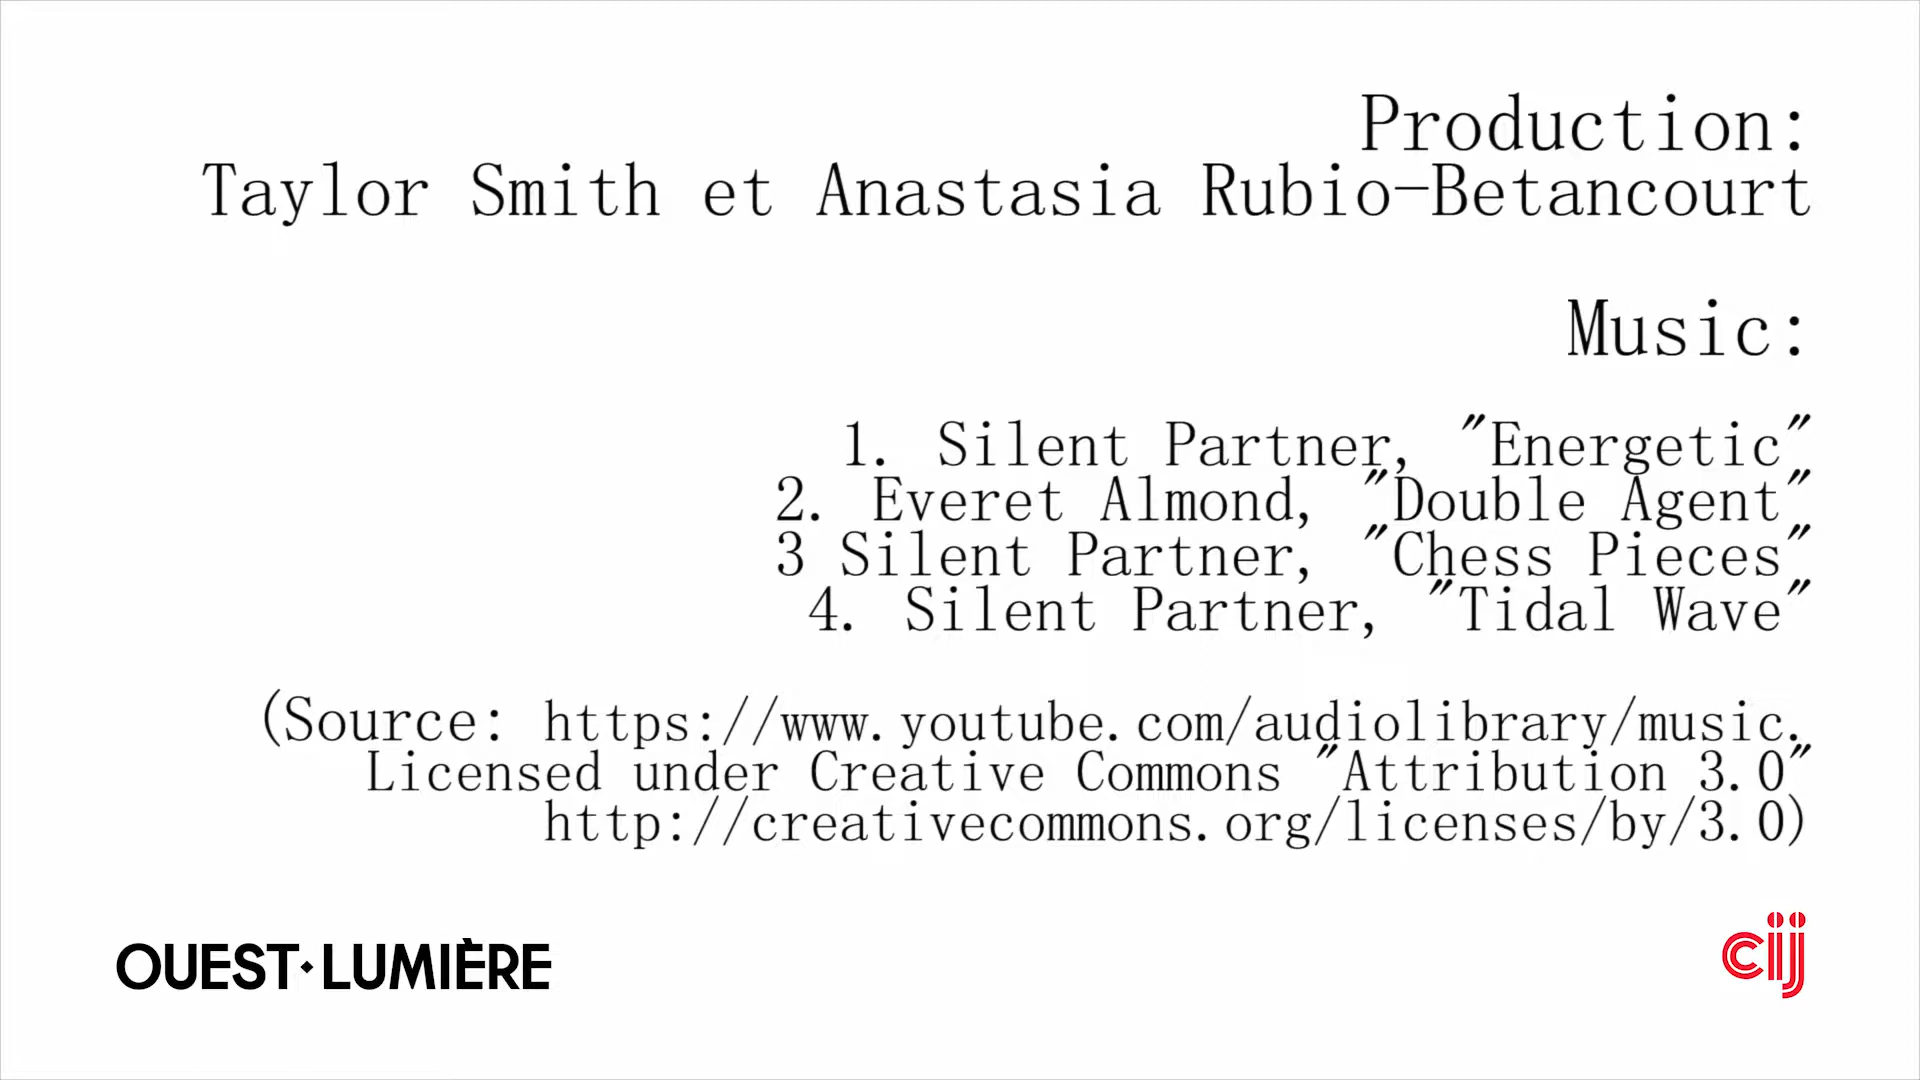 Production:
Taylor Smith et Anastasia Rubio-Betancourt
Music:
1. Silent Partner, "Energetic"
2. Everet Almond, "Double Agent"
3 Silent Partner, "Chess Pieces"
4. Silent Partner, "Tidal Wave"
(Source: https://www.youtube.com/audiolibrary/music.
Licensed under Creative Commons "Attribution 3.0"
http://creativecommons.org/licenses/by/3.0)
OUEST·LUMIÈRE
cij